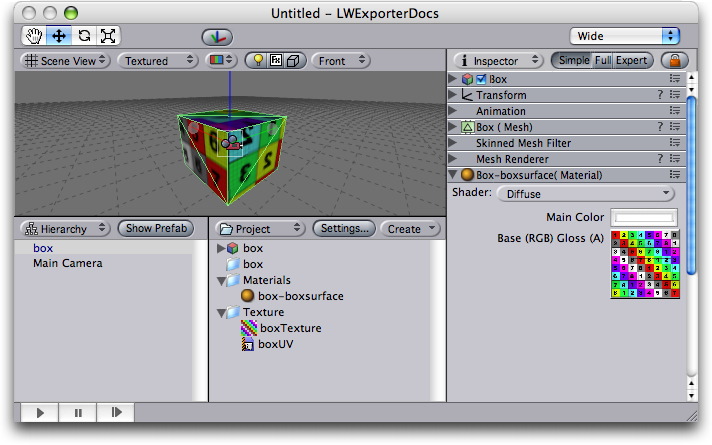 Untitled – LWExporterDocs
Wide
Scene View
Textured
Fx
Front
Inspector
Simple
Full
Expert
Box
Transform ?
Animation
Box ( Mesh) ?
Skinned Mesh Filter
Mesh Renderer ?
Box-boxsurface( Material)
Shader: Diffuse
Main Color
Base (RGB) Gloss (A)
Hierarchy
Show Prefab
box
Main Camera
Project
Settings...
Create
box
box
Materials
box-boxsurface
Texture
boxTexture
boxUV